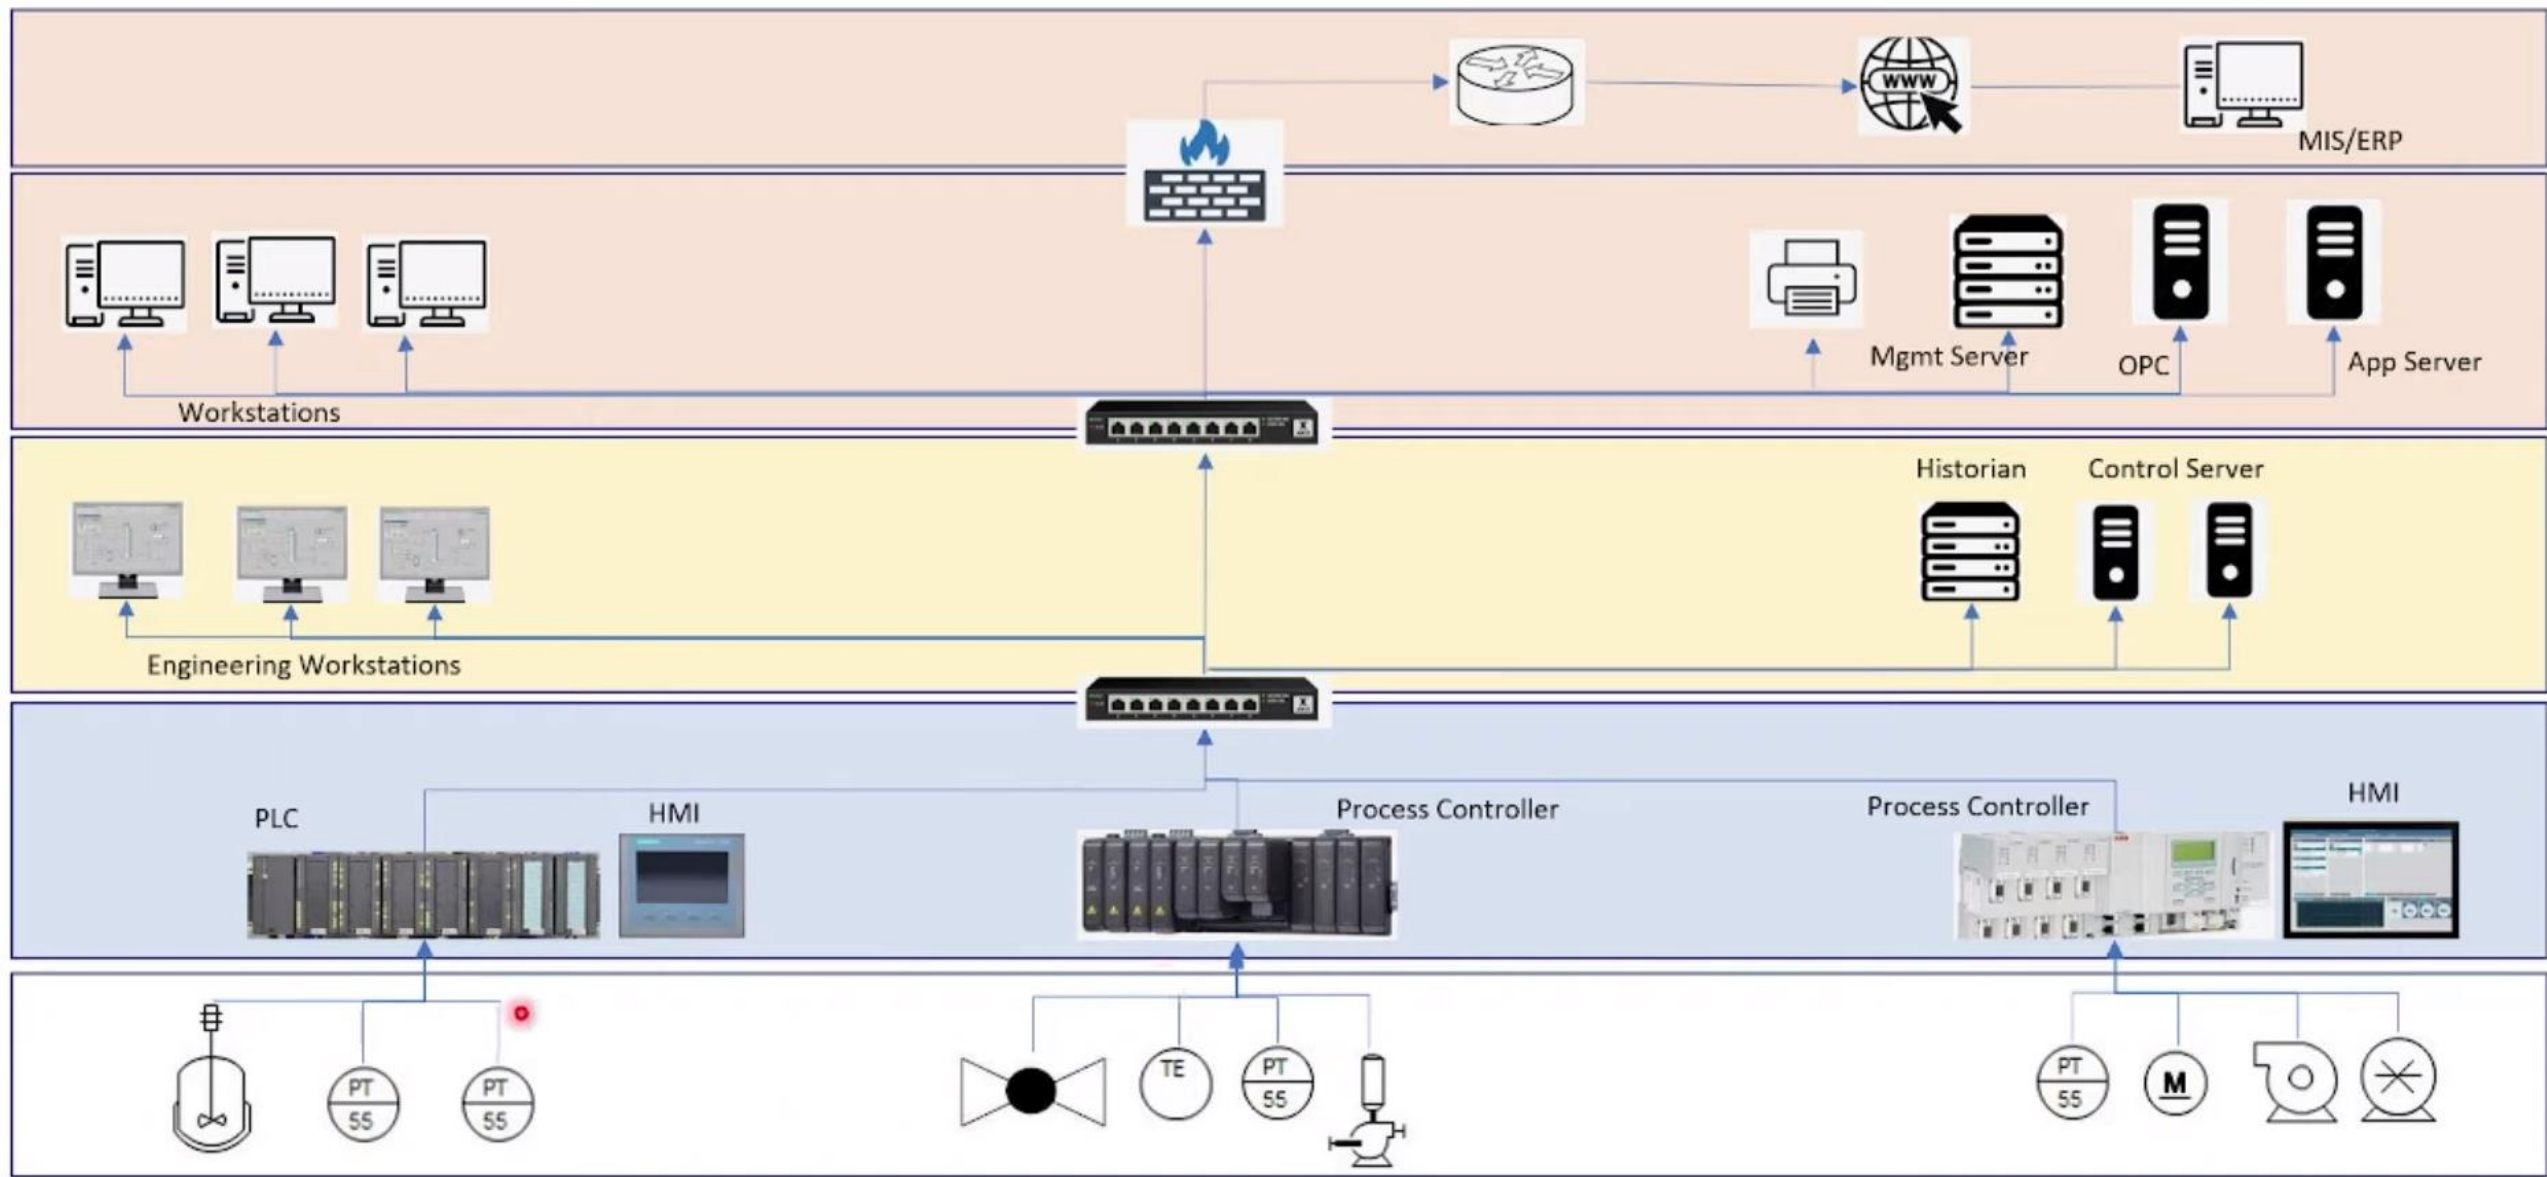 WWW
MIS/ERP
Mgmt Server
OPC
App Server
Workstations
Historian
Control Server
Engineering Workstations
PLC
HMI
Process Controller
Process Controller
HMI
PT
55
PT
55
TE
PT
55
PT
55
M